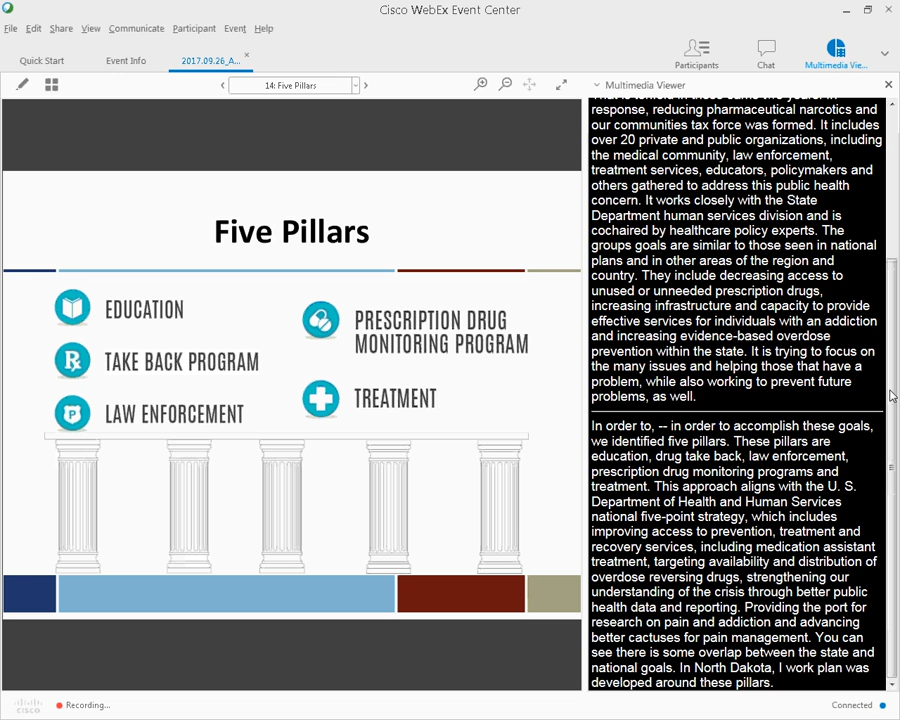 Cisco WebEx Event Center
File Edit Share View Communicate Participant Event Help
Quick Start Event Info 2017.09.26_A...
Participants Chat Multimedia Vie...
14: Five Pillars
Multimedia Viewer
Five Pillars
EDUCATION
TAKE BACK PROGRAM
LAW ENFORCEMENT
PRESCRIPTION DRUG
MONITORING PROGRAM
TREATMENT
response, reducing pharmaceutical narcotics and
our communities tax force was formed. It includes
over 20 private and public organizations, including
the medical community, law enforcement,
treatment services, educators, policymakers and
others gathered to address this public health
concern. It works closely with the State
Department human services division and is
cochaired by healthcare policy experts. The
groups goals are similar to those seen in national
plans and in other areas of the region and
country. They include decreasing access to
unused or unneeded prescription drugs,
increasing infrastructure and capacity to provide
effective services for individuals with an addiction
and increasing evidence-based overdose
prevention within the state. It is trying to focus on
the many issues and helping those that have a
problem, while also working to prevent future
problems, as well.
In order to, -- in order to accomplish these goals,
we identified five pillars. These pillars are
education, drug take back, law enforcement,
prescription drug monitoring programs and
treatment. This approach aligns with the U. S.
Department of Health and Human Services
national five-point strategy, which includes
improving access to prevention, treatment and
recovery services, including medication assistant
treatment, targeting availability and distribution of
overdose reversing drugs, strengthening our
understanding of the crisis through better public
health data and reporting. Providing the port for
research on pain and addiction and advancing
better cactuses for pain management. You can
see there is some overlap between the state and
national goals. In North Dakota, I work plan was
developed around these pillars.
cisco
Recording...
Connected